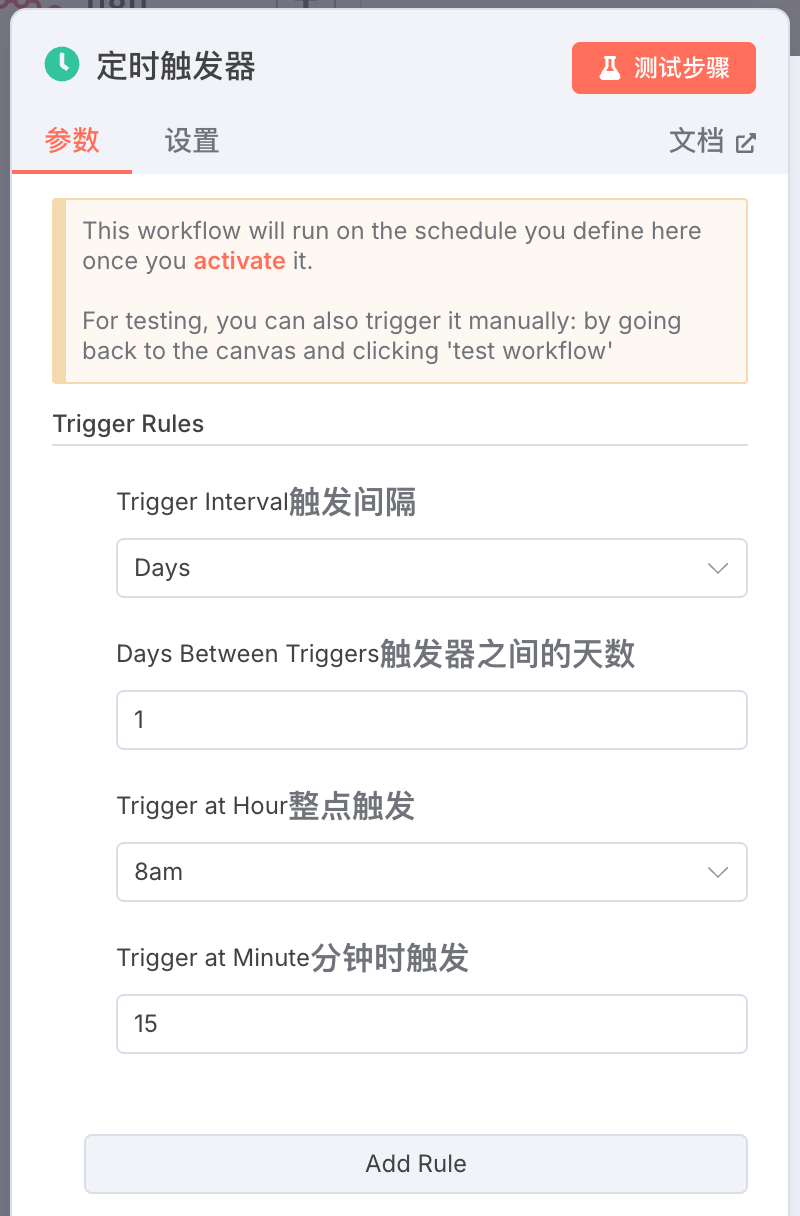 定时触发器
测试步骤
参数
设置
文档
This workflow will run on the schedule you define here
once you activate it.
For testing, you can also trigger it manually: by going
back to the canvas and clicking 'test workflow'
Trigger Rules
Trigger Interval触发间隔
Days
Days Between Triggers触发器之间的天数
1
Trigger at Hour整点触发
8am
Trigger at Minute分钟时触发
15
Add Rule